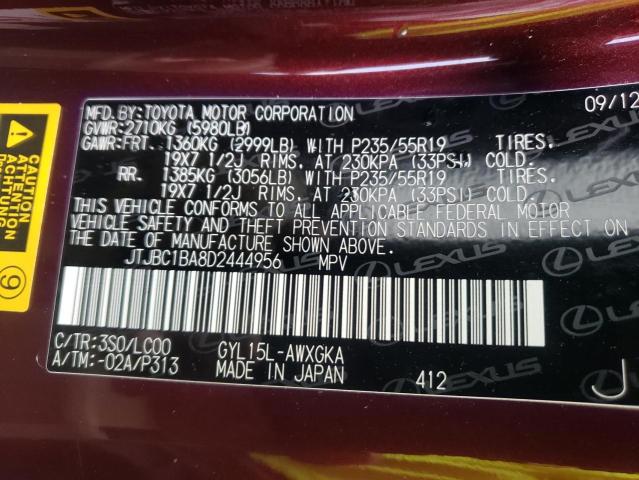 MFD. BY: TOYOTA MOTOR CORPORATION 09/12
GVWR: 2710KG (5980LB)
GAWR: FRT. 1360KG (2999LB) WITH P235/55R19 TIRES.
19X7 1/2J RIMS. AT 230KPA (33PSI) COLD.
RR. 1385KG (3056LB) WITH P235/55R19 TIRES.
19X7 1/2J RIMS. AT 230KPA (33PSI) COLD.
THIS VEHICLE CONFORMS TO ALL APPLICABLE FEDERAL MOTOR
VEHICLE SAFETY AND THEFT PREVENTION STANDARDS IN EFFECT ON
THE DATE OF MANUFACTURE SHOWN ABOVE.
JTJBC1BA8D2444956 MPV
C/TR: 3S0/LC00 GYL15L-AWXGKA
A/TM: -02A/P313 MADE IN JAPAN 412
J
CAUTION
ACHTUNG
9
LEXUS
LEXUS
LEXUS